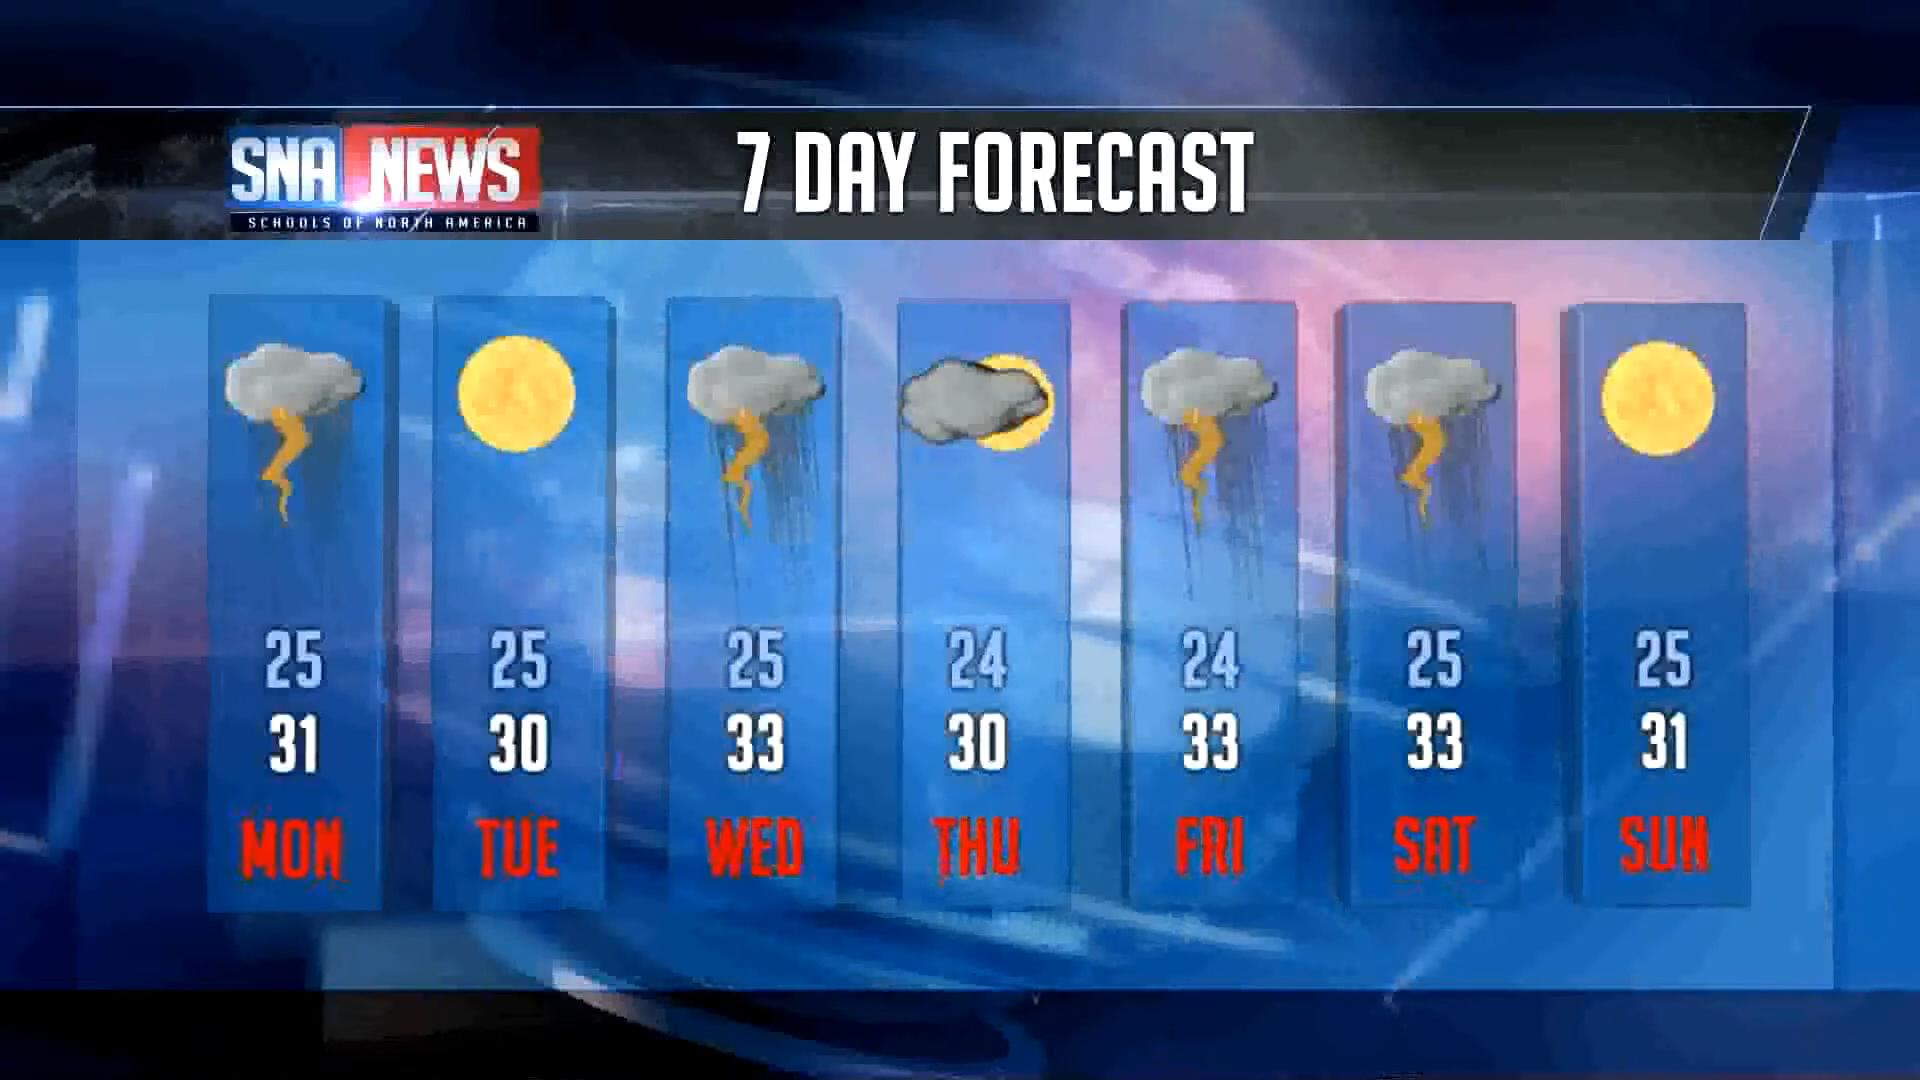 SNA NEWS
SCHOOLS OF NORTH AMERICA
7 DAY FORECAST
25 25 25 24 24 25 25
31 30 33 30 33 33 31
MON TUE WED THU FRI SAT SUN